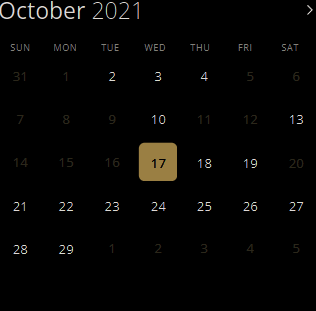 October 2021
SUN MON TUE WED THU FRI SAT
31 1 2 3 4 5 6
7 8 9 10 11 12 13
14 15 16 17 18 19 20
21 22 23 24 25 26 27
28 29 1 2 3 4 5